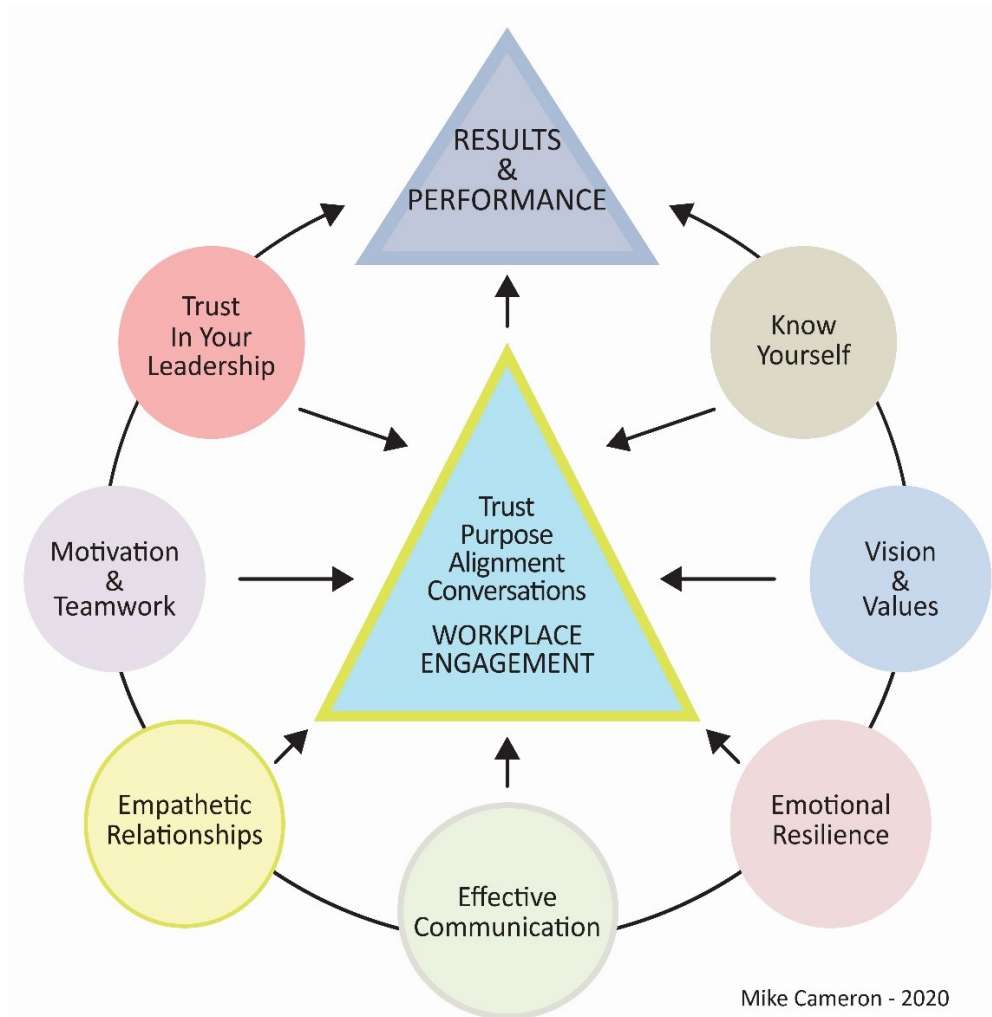 RESULTS
&
PERFORMANCE
Trust
In Your
Leadership
Know
Yourself
Motivation
&
Teamwork
Trust
Purpose
Alignment
Conversations
WORKPLACE
ENGAGEMENT
Vision
&
Values
Empathetic
Relationships
Effective
Communication
Emotional
Resilience
Mike Cameron - 2020